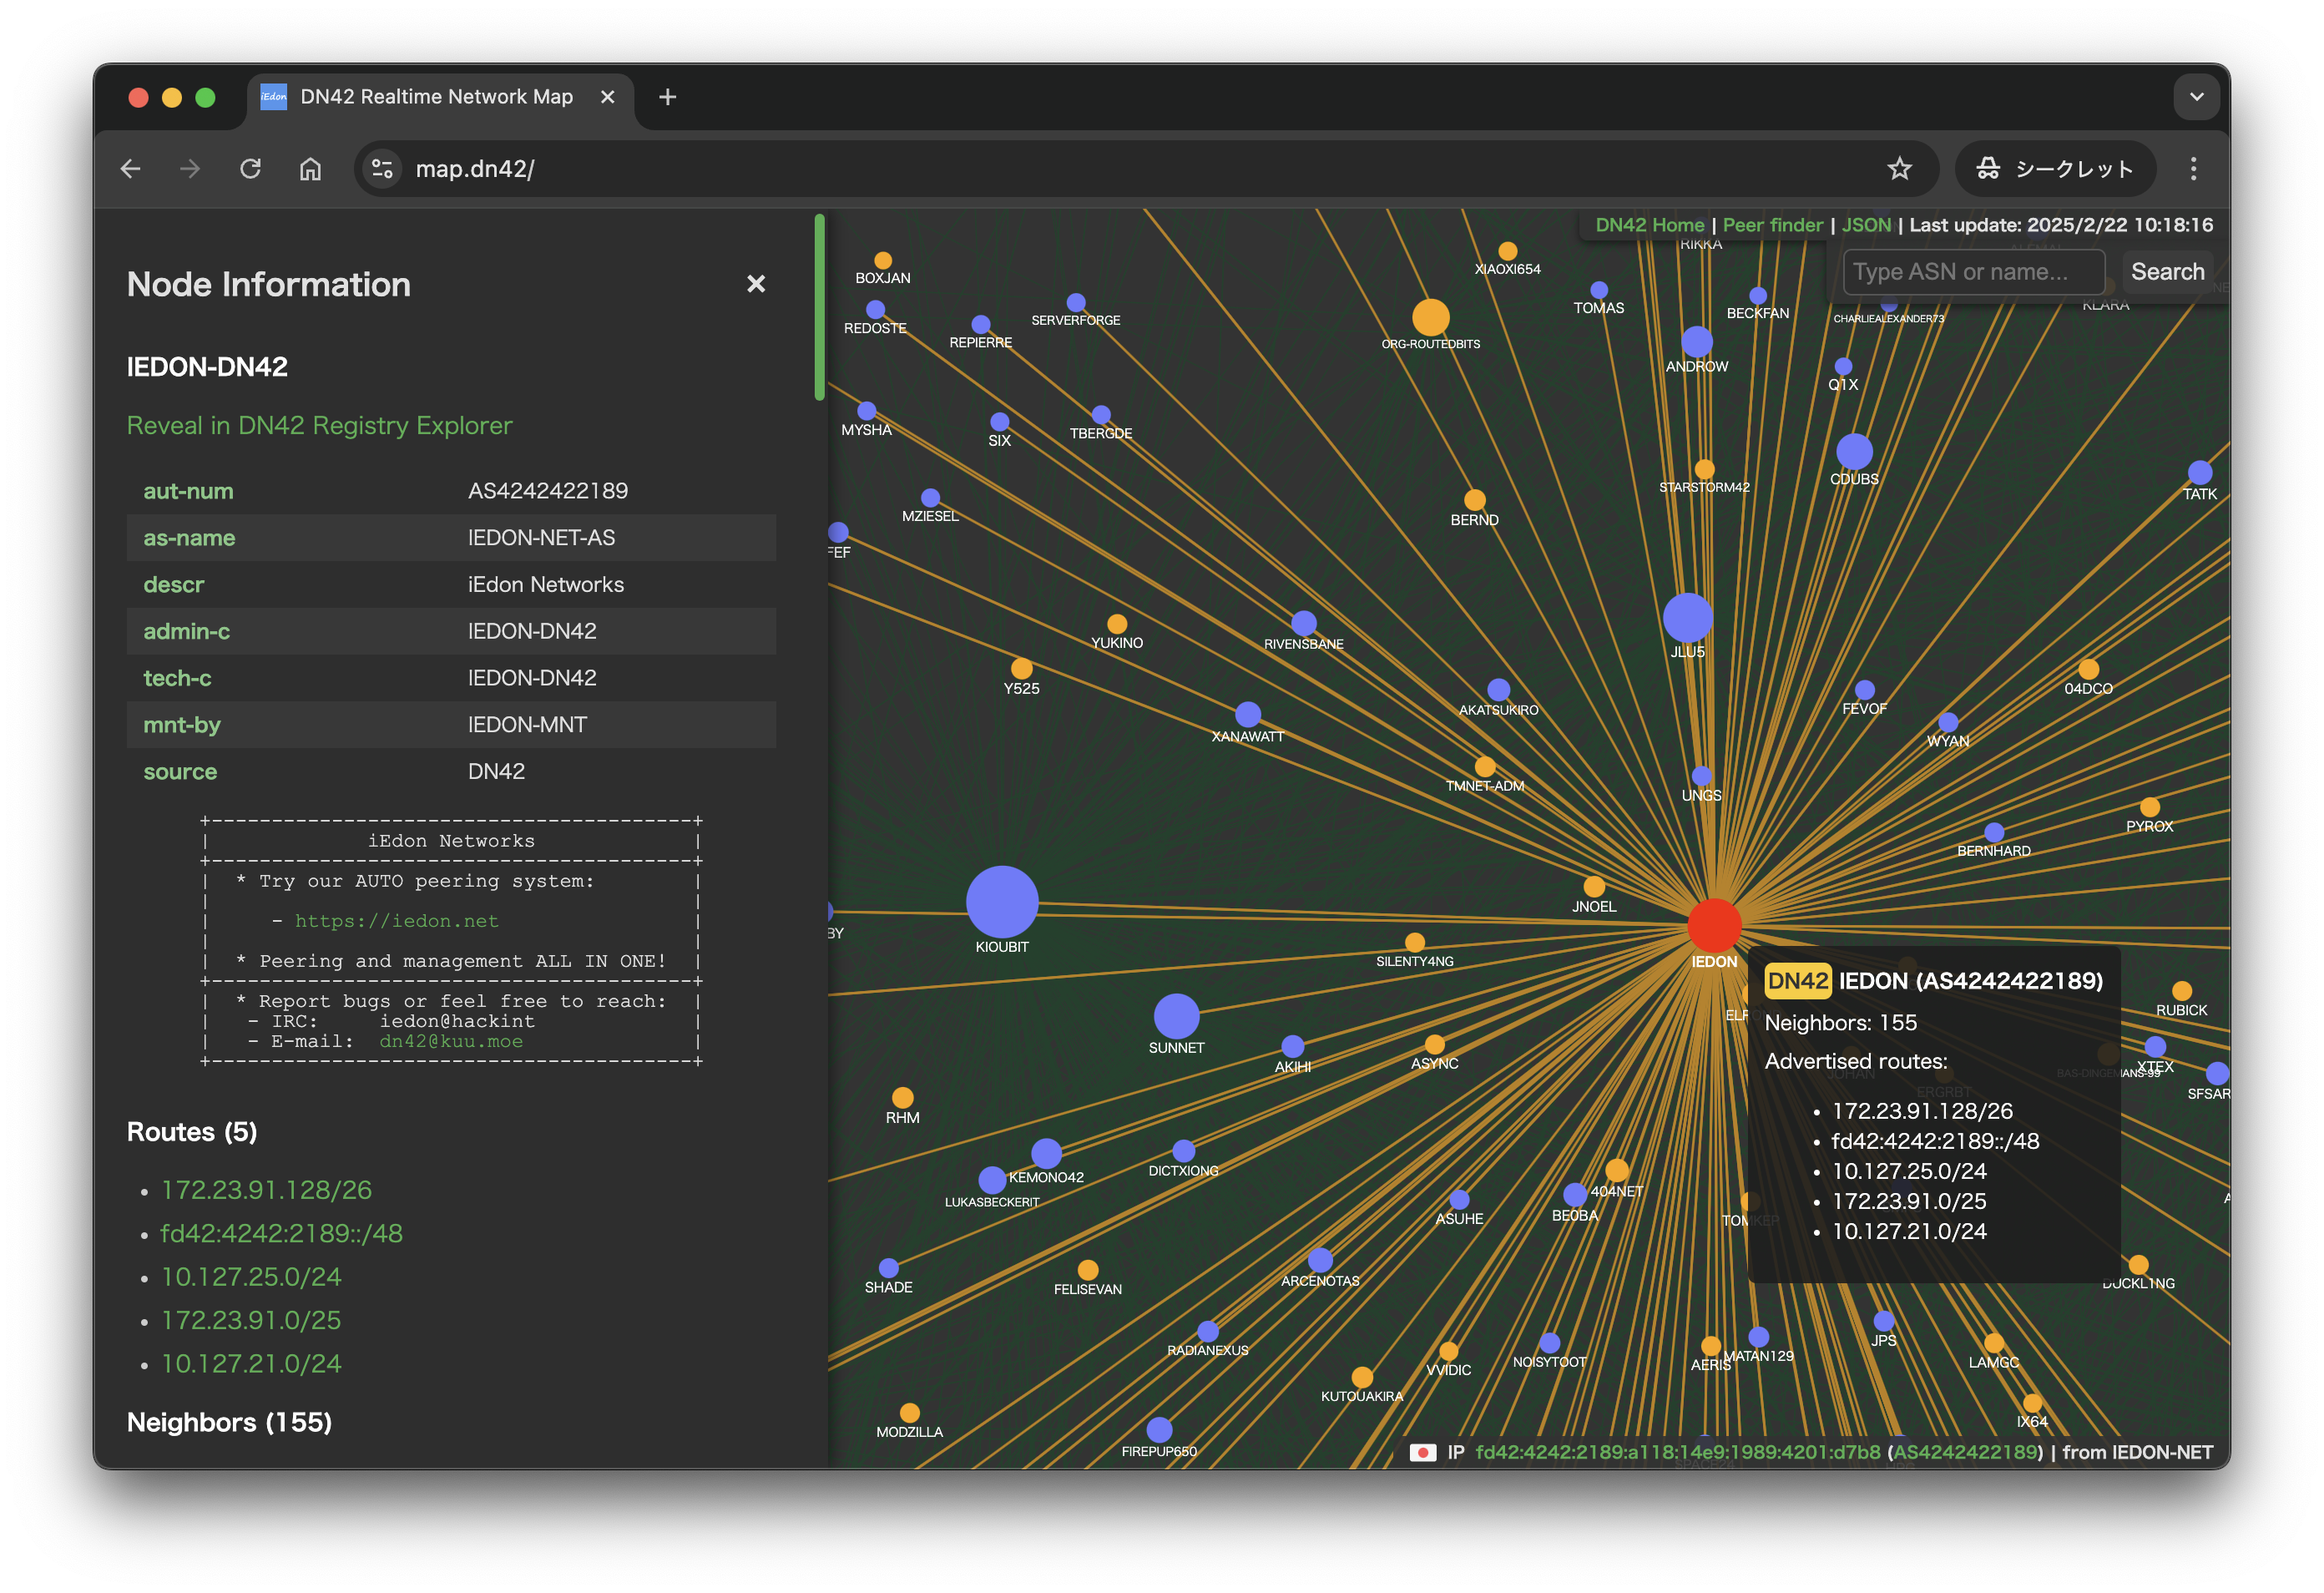 iEdon DN42 Realtime Network Map
map.dn42/
シークレット
Node Information
IEDON-DN42
Reveal in DN42 Registry Explorer
aut-num AS4242422189
as-name IEDON-NET-AS
descr iEdon Networks
admin-c IEDON-DN42
tech-c IEDON-DN42
mnt-by IEDON-MNT
source DN42
+-----------------------------------------+
| iEdon Networks |
+-----------------------------------------+
| * Try our AUTO peering system: |
| - https://iedon.net |
| * Peering and management ALL IN ONE! |
+-----------------------------------------+
| * Report bugs or feel free to reach: |
| - IRC: iedon@hackint |
| - E-mail: dn42@kuu.moe |
+-----------------------------------------+
Routes (5)
• 172.23.91.128/26
• fd42:4242:2189::/48
• 10.127.25.0/24
• 172.23.91.0/25
• 10.127.21.0/24
Neighbors (155)
DN42 Home | Peer finder | JSON | Last update: 2025/2/22 10:18:16
Type ASN or name... Search
RIKKA
BOXJAN
XIAOXI654
REDOSTE
SERVERFORGE
REPIERRE
ORG-ROUTEDBITS
TOMAS
BECKFAN
CHARLIEALEXANDER73
KLARA
ANDROW
Q1X
MYSHA
SIX
TBERGDE
STARSTORM42
CDUBS
TATK
MZIESEL
BERND
FEF
YUKINO
RIVENSBANE
JLU5
Y525
04DCO
AKATSUKIRO
FEVOF
XANAWATT
WYAN
TMNET-ADM
UNGS
PYROX
BERNHARD
JNOEL
BY
KIOUBIT
SILENTY4NG
IEDON
DN42 IEDON (AS4242422189)
Neighbors: 155
Advertised routes:
• 172.23.91.128/26
• fd42:4242:2189::/48
• 10.127.25.0/24
• 172.23.91.0/25
• 10.127.21.0/24
RUBICK
SUNNET
AKIHI
ASYNC
JOHAN
BAS-DINGEMANS-99
XTEX
ERGRBT
SFSAR
RHM
KEMONO42
DICTXIONG
LUKASBECKERIT
404NET
ASUHE
BE0BA
TOMKEP
SHADE
FELISEVAN
ARCENOTAS
DUCKL1NG
RADIANEXUS
VVIDIC
NOISYTOOT
AERIS
MATAN129
JPS
LAMGC
KUTOUAKIRA
MODZILLA
IX64
FIREPUP650
IP fd42:4242:2189:a118:14e9:1989:4201:d7b8 (AS4242422189) | from IEDON-NET